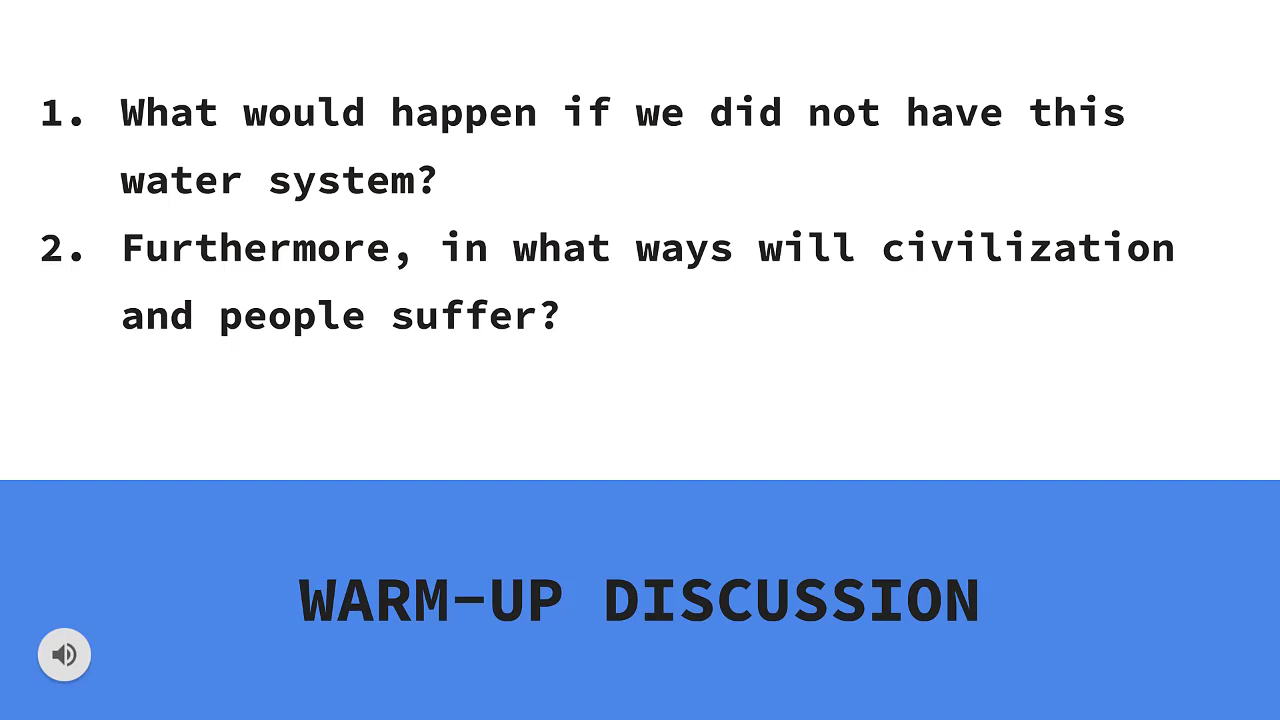 1. What would happen if we did not have this
water system?
2. Furthermore, in what ways will civilization
and people suffer?
WARM-UP DISCUSSION